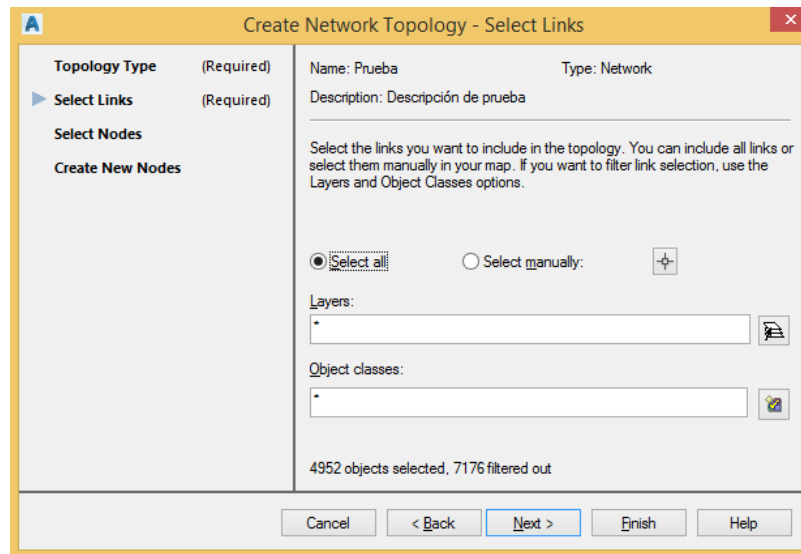 A
Create Network Topology - Select Links
Topology Type (Required)
Select Links (Required)
Select Nodes
Create New Nodes
Name: Prueba Type: Network
Description: Descripción de prueba
Select the links you want to include in the topology. You can include all links or
select them manually in your map. If you want to filter link selection, use the
Layers and Object Classes options.
Select all Select manually:
Layers:
*
Object classes:
*
4952 objects selected, 7176 filtered out
Cancel < Back Next > Finish Help